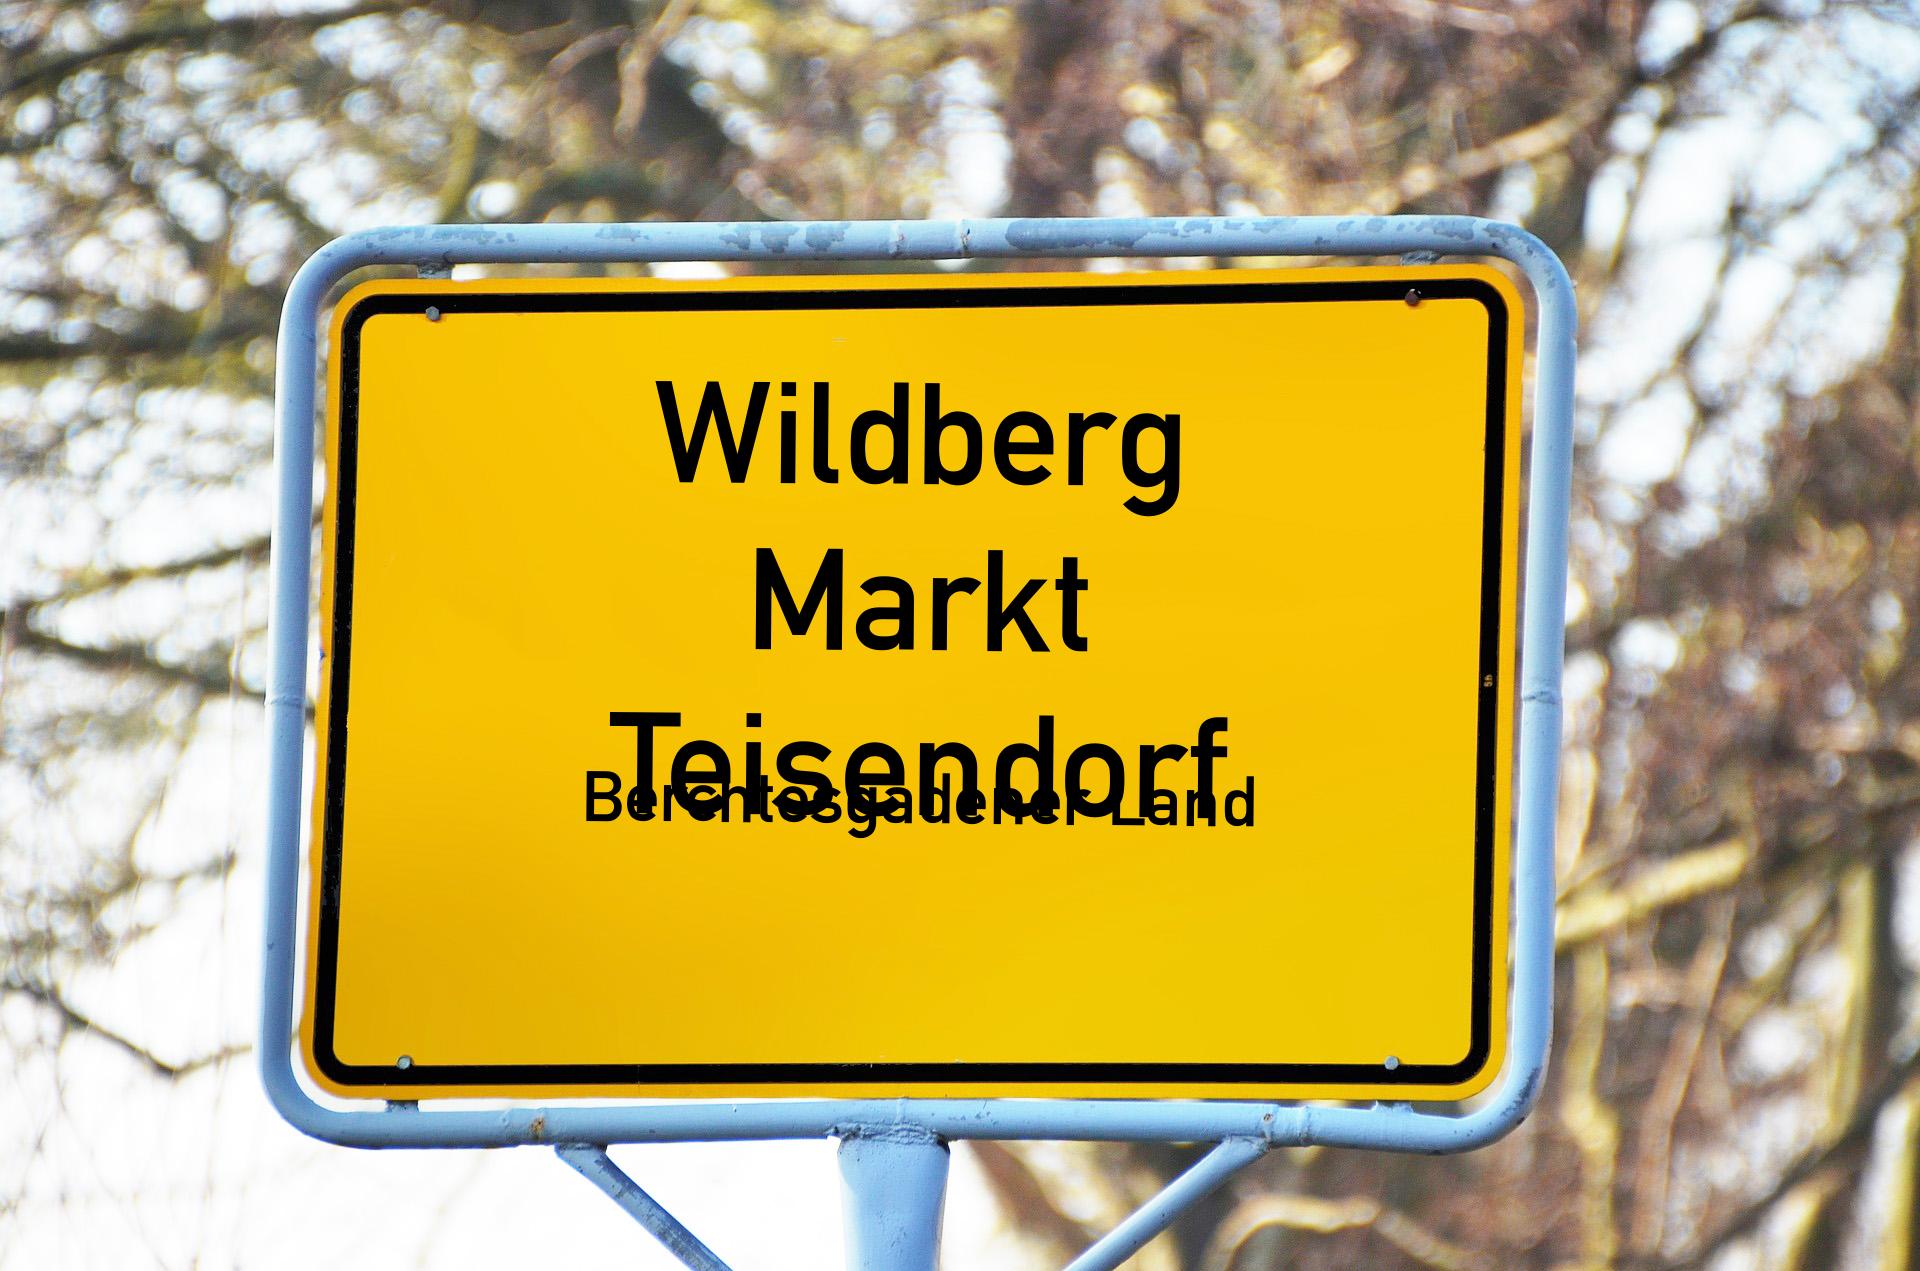 Wildberg
Markt
Teisendorf
Berchtesgadener Land